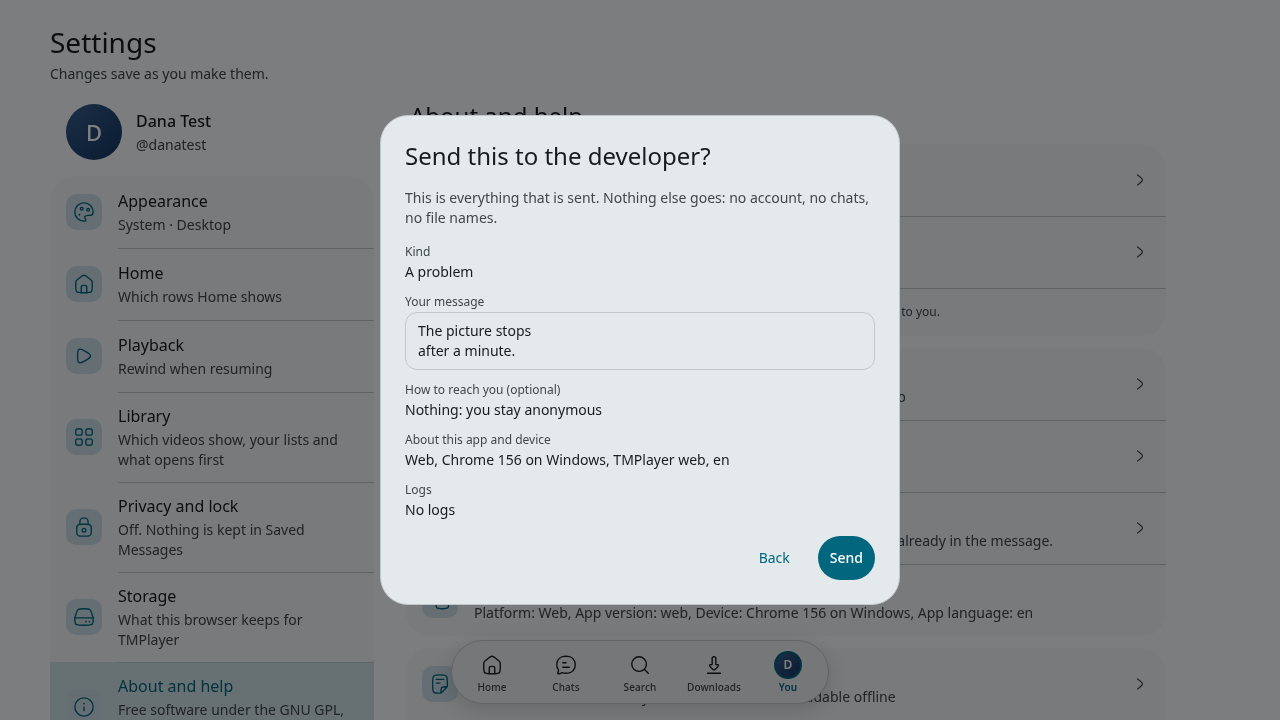 Settings
Changes save as you make them.
D
Dana Test
@danatest
Appearance
System · Desktop
Home
Which rows Home shows
Playback
Rewind when resuming
Library
Which videos show, your lists and
what opens first
Privacy and lock
Off. Nothing is kept in Saved
Messages
Storage
What this browser keeps for
TMPlayer
About and help
Free software under the GNU GPL,
About and help
to you.
already in the message.
Platform: Web, App version: web, Device: Chrome 156 on Windows, App language: en
offline
Send this to the developer?
This is everything that is sent. Nothing else goes: no account, no chats,
no file names.
Kind
A problem
Your message
The picture stops
after a minute.
How to reach you (optional)
Nothing: you stay anonymous
About this app and device
Web, Chrome 156 on Windows, TMPlayer web, en
Logs
No logs
Back
Send
Home
Chats
Search
Downloads
D
You